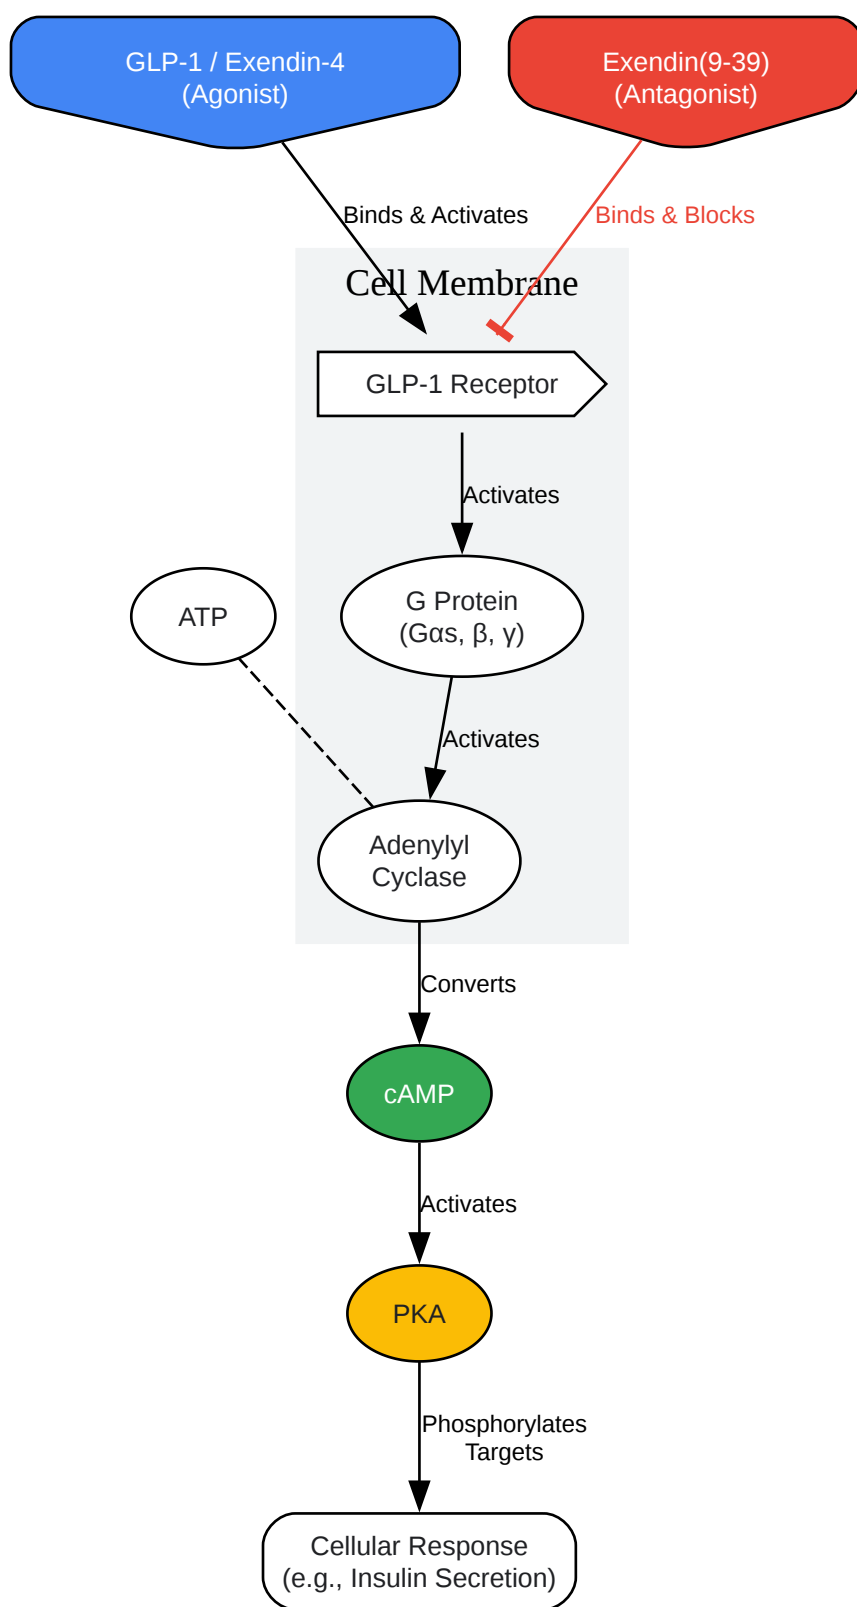 GLP-1 / Exendin-4
(Agonist)
Exendin(9-39)
(Antagonist)
Binds & Activates
Binds & Blocks
Cell Membrane
GLP-1 Receptor
Activates
ATP
G Protein
(Gαs, β, γ)
Activates
Adenylyl
Cyclase
Converts
cAMP
Activates
PKA
Phosphorylates
Targets
Cellular Response
(e.g., Insulin Secretion)